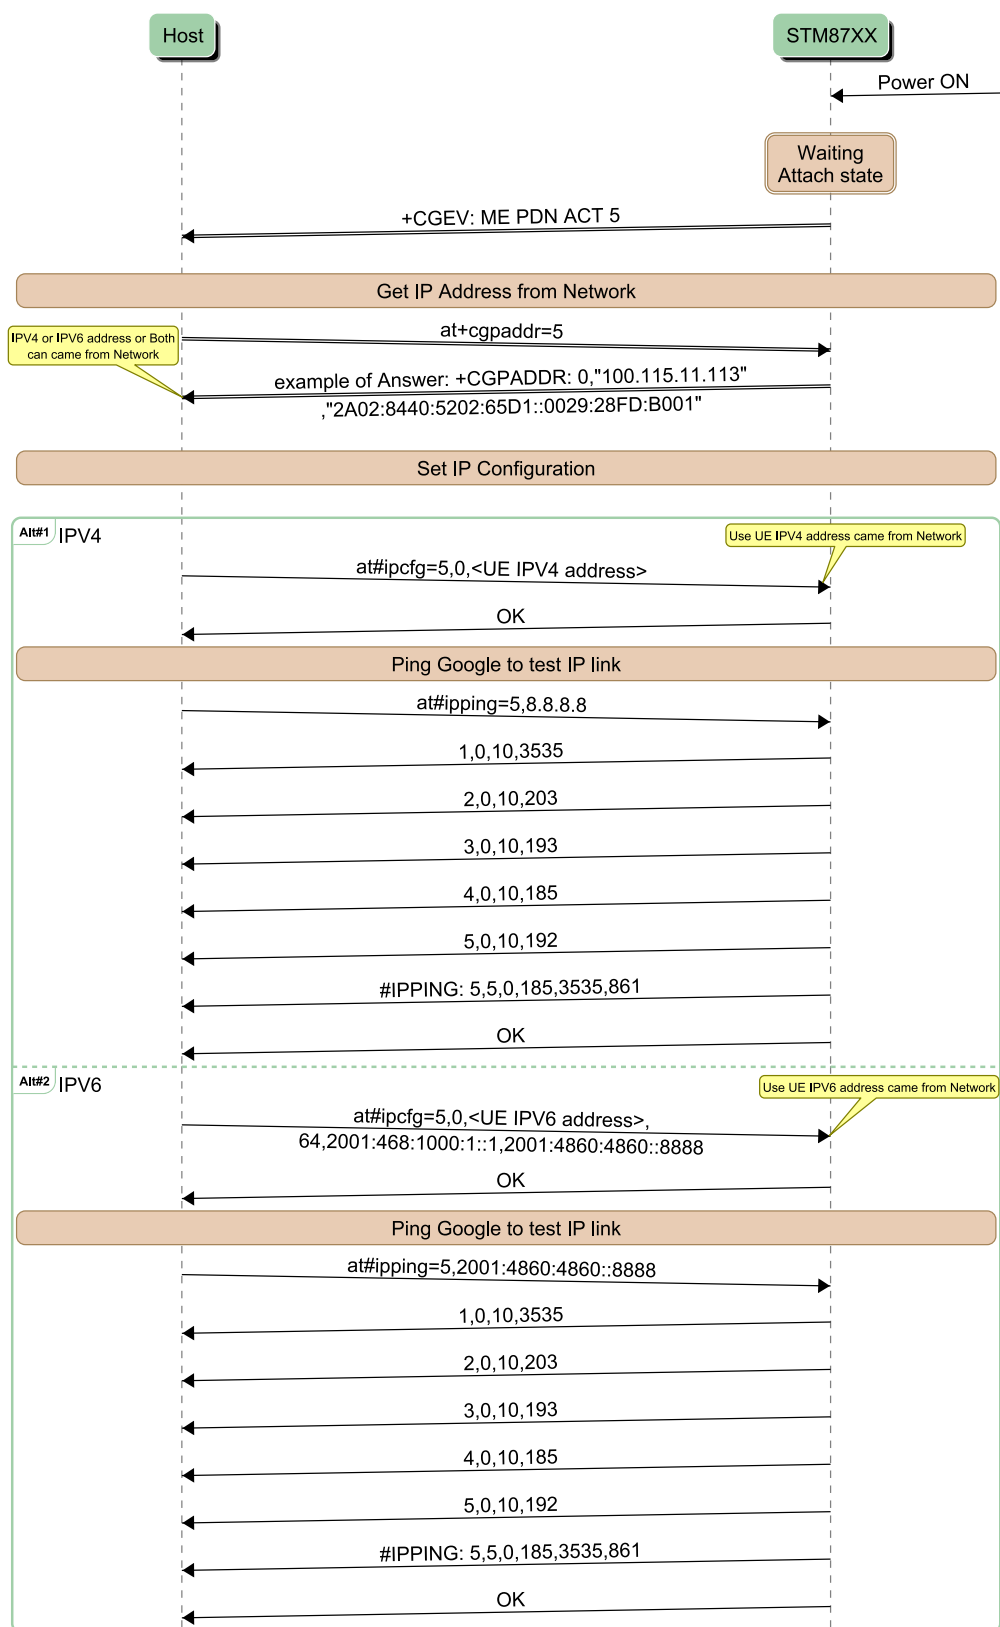 Host
STM87XX
Power ON
Waiting
Attach state
+CGEV: ME PDN ACT 5
Get IP Address from Network
IPV4 or IPV6 address or Both
can came from Network
at+cgpaddr=5
example of Answer: +CGPADDR: 0,"100.115.11.113"
,"2A02:8440:5202:65D1::0029:28FD:B001"
Set IP Configuration
Alt#1 IPV4
Use UE IPV4 address came from Network
at#ipcfg=5,0,<UE IPV4 address>
OK
Ping Google to test IP link
at#ipping=5,8.8.8.8
1,0,10,3535
2,0,10,203
3,0,10,193
4,0,10,185
5,0,10,192
#IPPING: 5,5,0,185,3535,861
OK
Alt#2 IPV6
Use UE IPV6 address came from Network
at#ipcfg=5,0,<UE IPV6 address>,
64,2001:468:1000:1::1,2001:4860:4860::8888
OK
Ping Google to test IP link
at#ipping=5,2001:4860:4860::8888
1,0,10,3535
2,0,10,203
3,0,10,193
4,0,10,185
5,0,10,192
#IPPING: 5,5,0,185,3535,861
OK